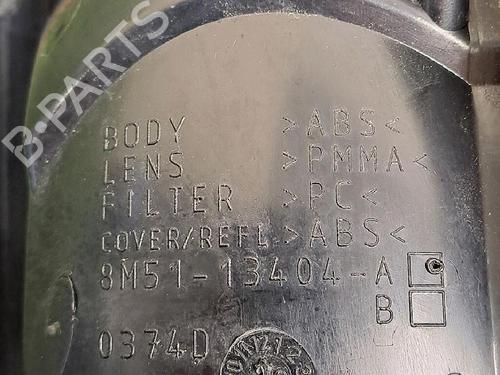 B-PARTS
BODY >ABS<
LENS >PMMA<
FILTER >PC<
COVER/REFL >ABS<
8M51-13404-A
B
0374D